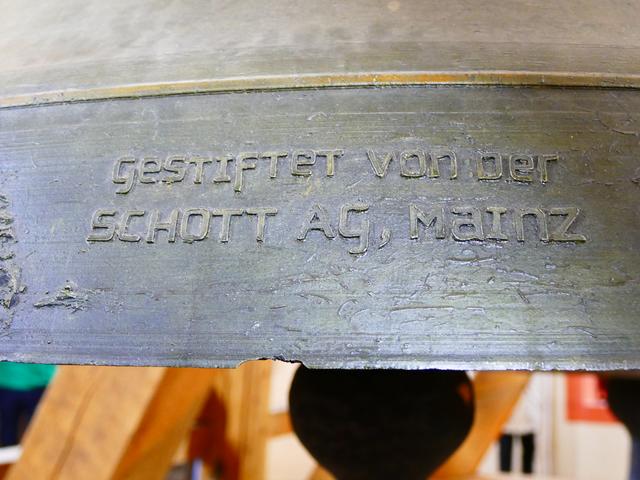 gestiftet von der
SCHOTT AG, Mainz